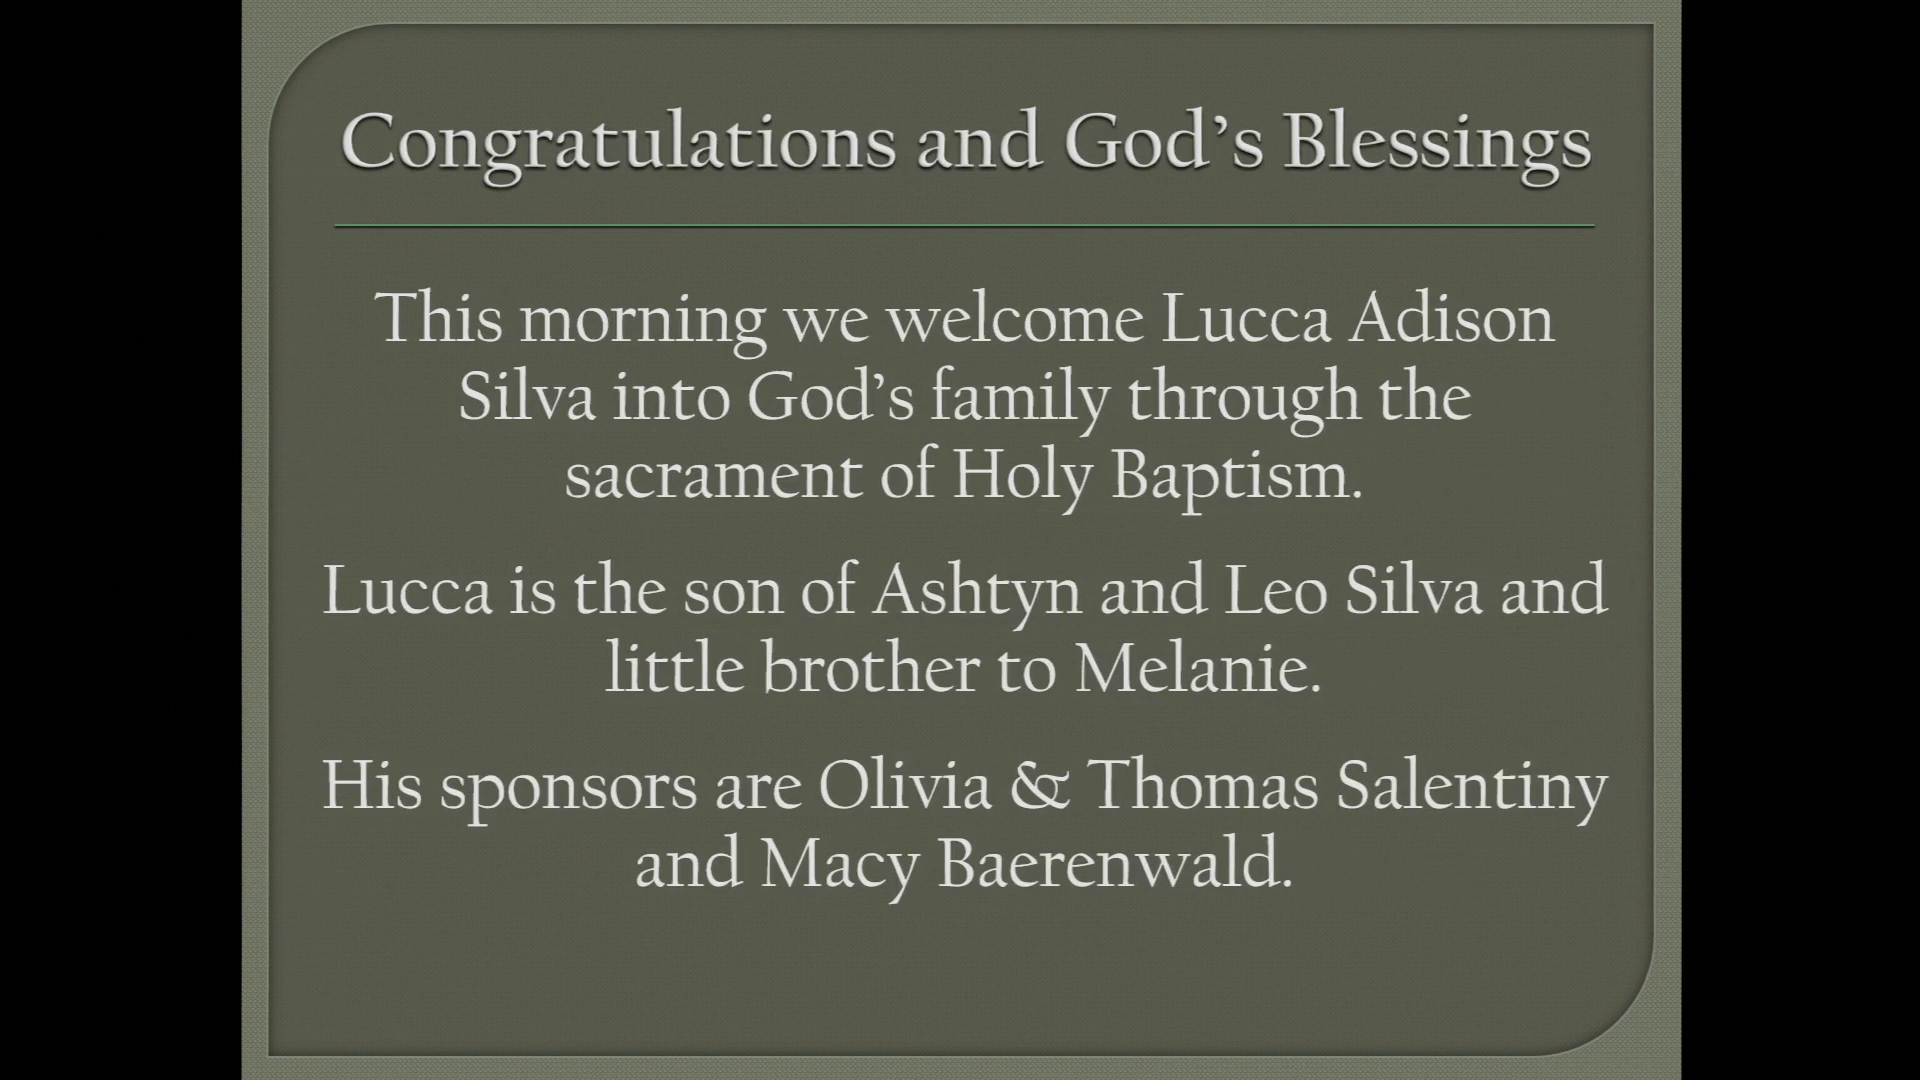 Congratulations and God’s Blessings
This morning we welcome Lucca Adison
Silva into God’s family through the
sacrament of Holy Baptism.
Lucca is the son of Ashtyn and Leo Silva and
little brother to Melanie.
His sponsors are Olivia & Thomas Salentiny
and Macy Baerenwald.